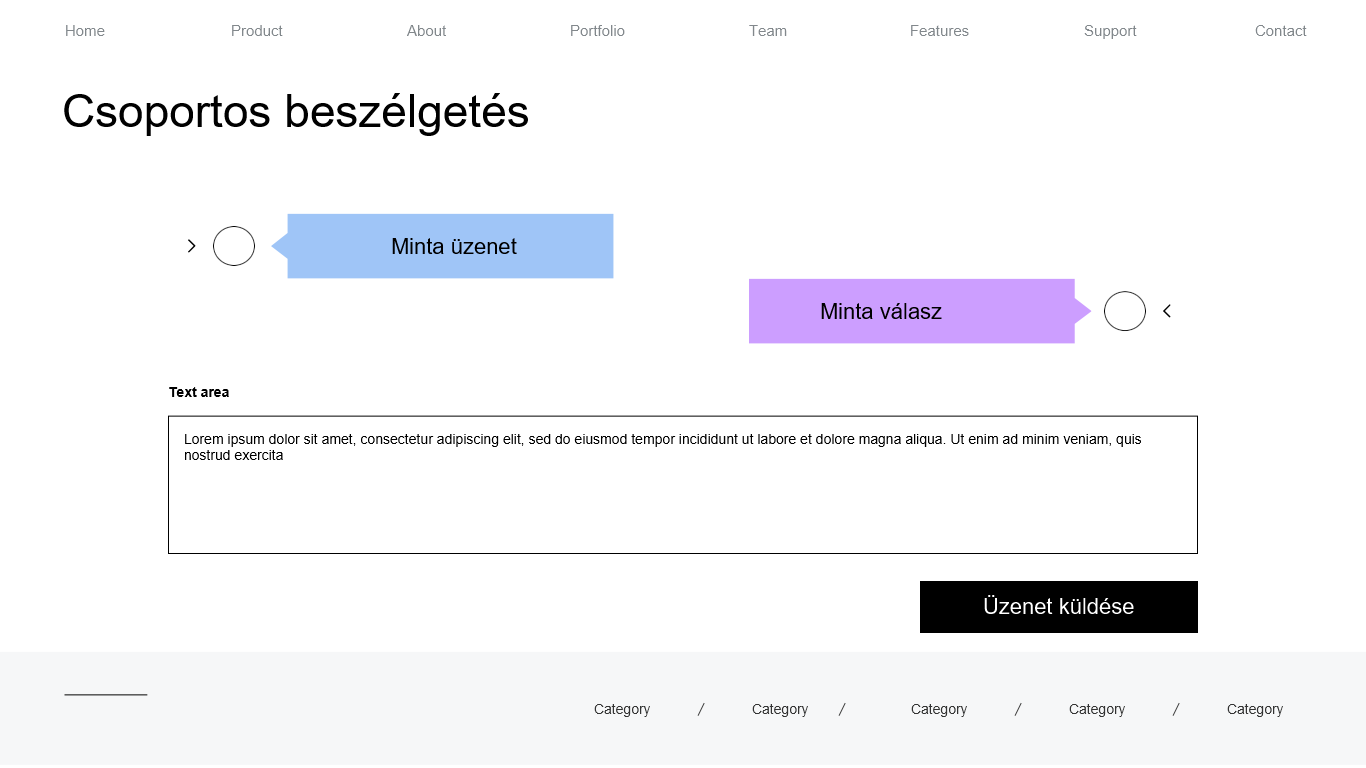 Home Product About Portfolio Team Features Support Contact
Csoportos beszélgetés
Minta üzenet
Minta válasz
Text area
Lorem ipsum dolor sit amet, consectetur adipiscing elit, sed do eiusmod tempor incididunt ut labore et dolore magna aliqua. Ut enim ad minim veniam, quis
nostrud exercita
Üzenet küldése
Category / Category / Category / Category / Category